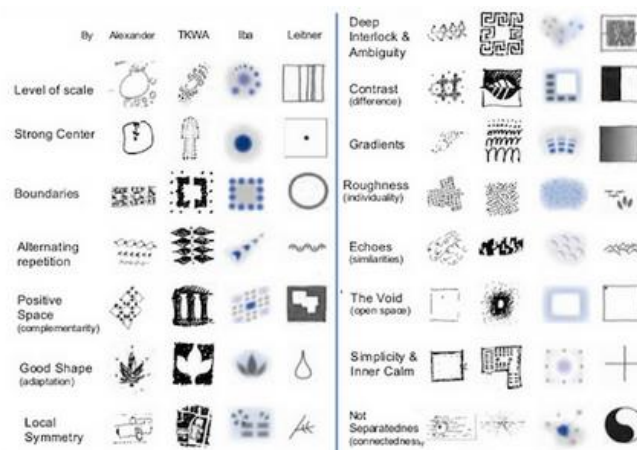 By Alexander TKWA Iba Leitner
Level of scale
Strong Center
Boundaries
Alternating
repetition
Positive
Space
(complementarity)
Good Shape
(adaptation)
Local
Symmetry
Deep
Interlock &
Ambiguity
Contrast
(difference)
Gradients
Roughness
(individuality)
Echoes
(similarities)
The Void
(open space)
Simplicity &
Inner Calm
Not
Separatednes
(connectedness,